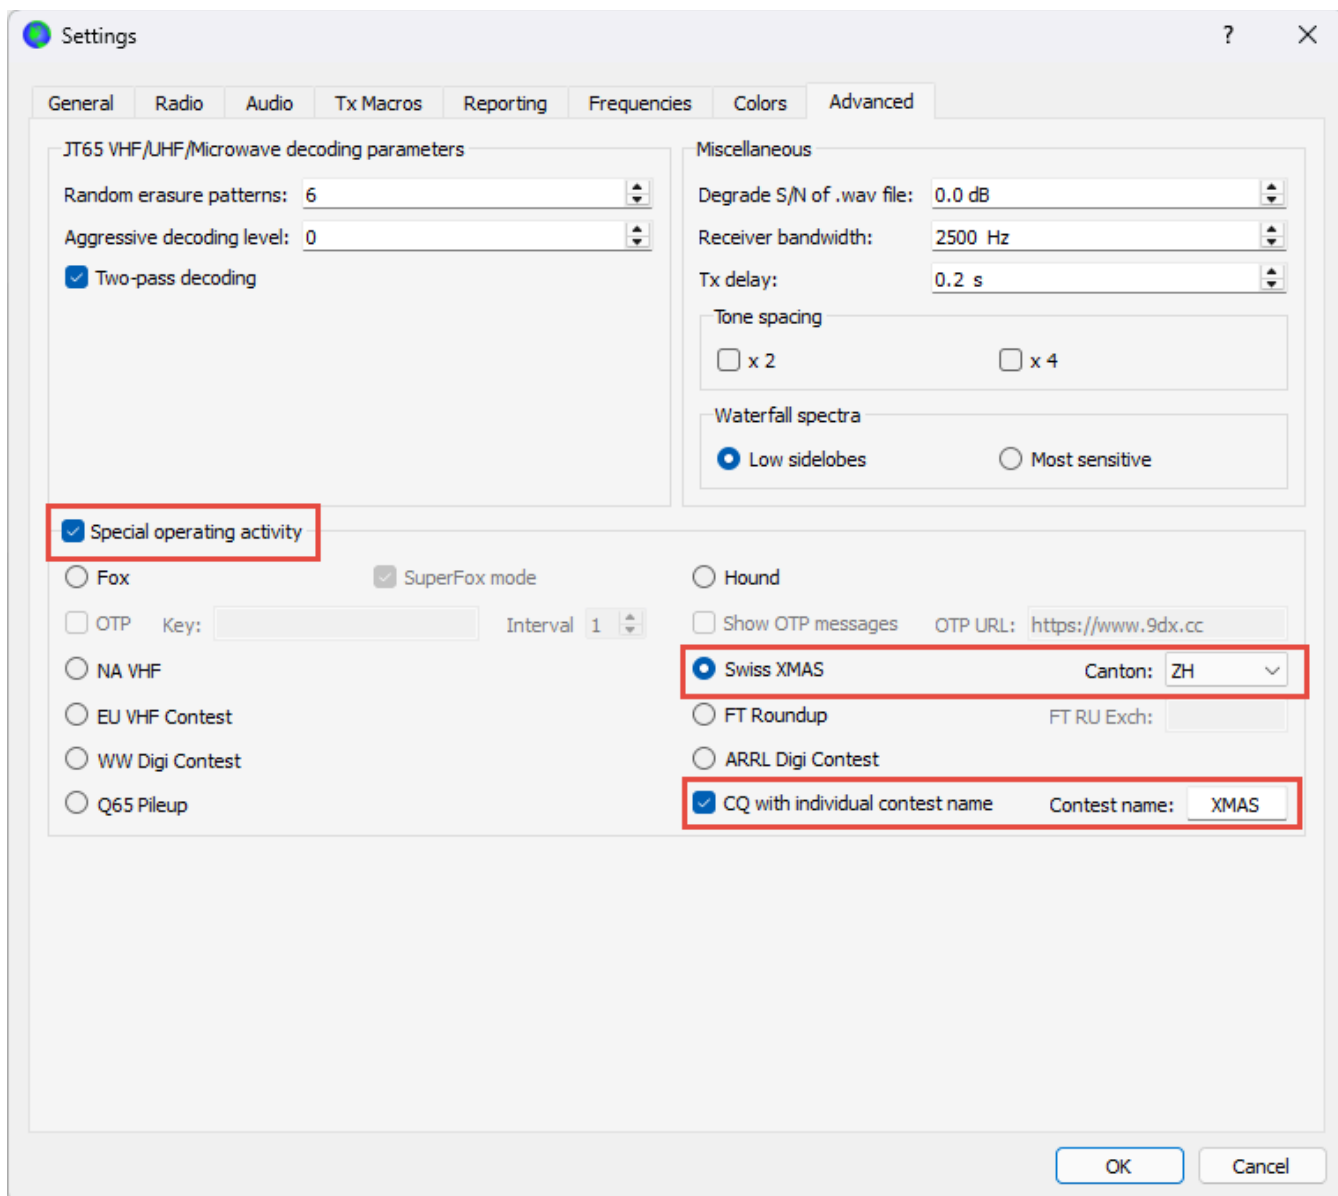 Settings
? ×
General Radio Audio Tx Macros Reporting Frequencies Colors Advanced
JT65 VHF/UHF/Microwave decoding parameters
Random erasure patterns: 6
Aggressive decoding level: 0
Two-pass decoding
Miscellaneous
Degrade S/N of .wav file: 0.0 dB
Receiver bandwidth: 2500 Hz
Tx delay: 0.2 s
Tone spacing
x 2 x 4
Waterfall spectra
Low sidelobes Most sensitive
Special operating activity
Fox SuperFox mode Hound
OTP Key: Interval 1 Show OTP messages OTP URL: https://www.9dx.cc
NA VHF Swiss XMAS Canton: ZH
EU VHF Contest FT Roundup FT RU Exch:
WW Digi Contest ARRL Digi Contest
Q65 Pileup CQ with individual contest name Contest name: XMAS
OK Cancel